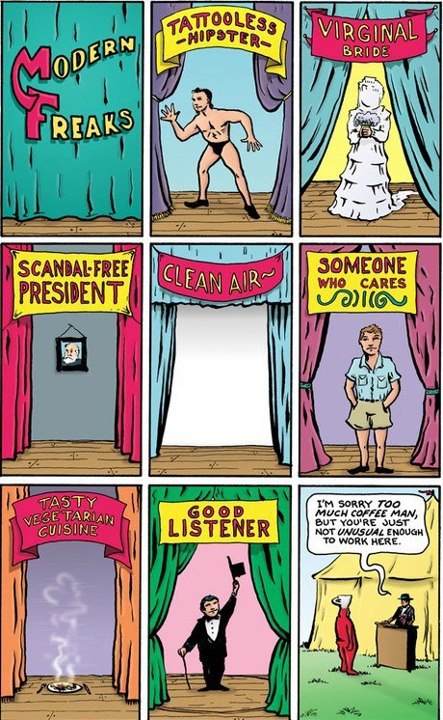 MODERN
FREAKS
TATTOOLESS
-HIPSTER-
VIRGINAL
BRIDE
SCANDAL-FREE
PRESIDENT
CLEAN AIR~
SOMEONE
WHO CARES
TASTY
VEGETARIAN
CUISINE
GOOD
LISTENER
I'M SORRY TOO
MUCH COFFEE MAN,
BUT YOU'RE JUST
NOT UNUSUAL ENOUGH
TO WORK HERE.